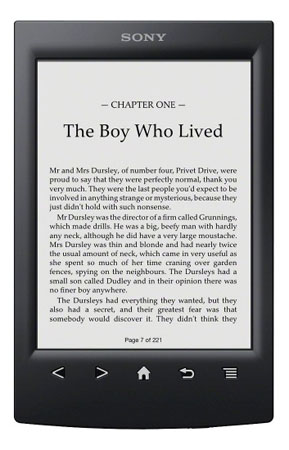 SONY
— CHAPTER ONE —
The Boy Who Lived
Mr and Mrs Dursley, of number four, Privet Drive, were
proud to say that they were perfectly normal, thank you
very much. They were the last people you'd expect to be
involved in anything strange or mysterious, because they
just didn't hold with such nonsense.
Mr Dursley was the director of a firm called Grunnings,
which made drills. He was a big, beefy man with hardly
any neck, although he did have a very large moustache.
Mrs Dursley was thin and blonde and had nearly twice
the usual amount of neck, which came in very useful as
she spent so much of her time craning over garden
fences, spying on the neighbours. The Dursleys had a
small son called Dudley and in their opinion there was
no finer boy anywhere.
The Dursleys had everything they wanted, but they
also had a secret, and their greatest fear was that
somebody would discover it. They didn't think they
Page 7 of 221